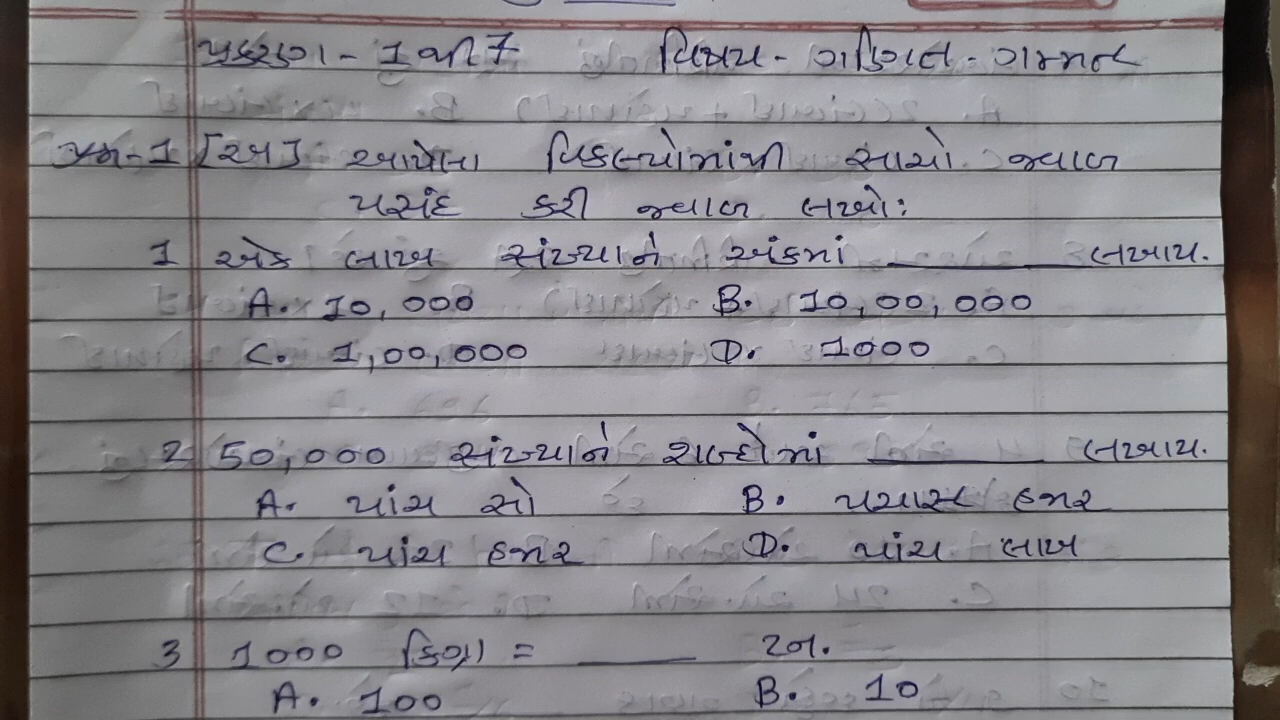 પ્રકરણ - 1 થી 7 વિષય - ગણિત - ગમ્મત
પ્રશ્ન-1 [અ] આપેલા વિકલ્પોમાંથી સાચો જવાબ
પસંદ કરી જવાબ લખો:
1 એક લાખ સંખ્યાને અંકમાં ______ લખાય.
A. 10,000 B. 10,00,000
C. 1,00,000 D. 1000
2 50,000 સંખ્યાને શબ્દોમાં ______ લખાય.
A. પાંચ સો B. પચાસ હજાર
C. પાંચ હજાર D. પાંચ લાખ
3 1000 કિગ્રા = ______ ટન.
A. 100 B. 10